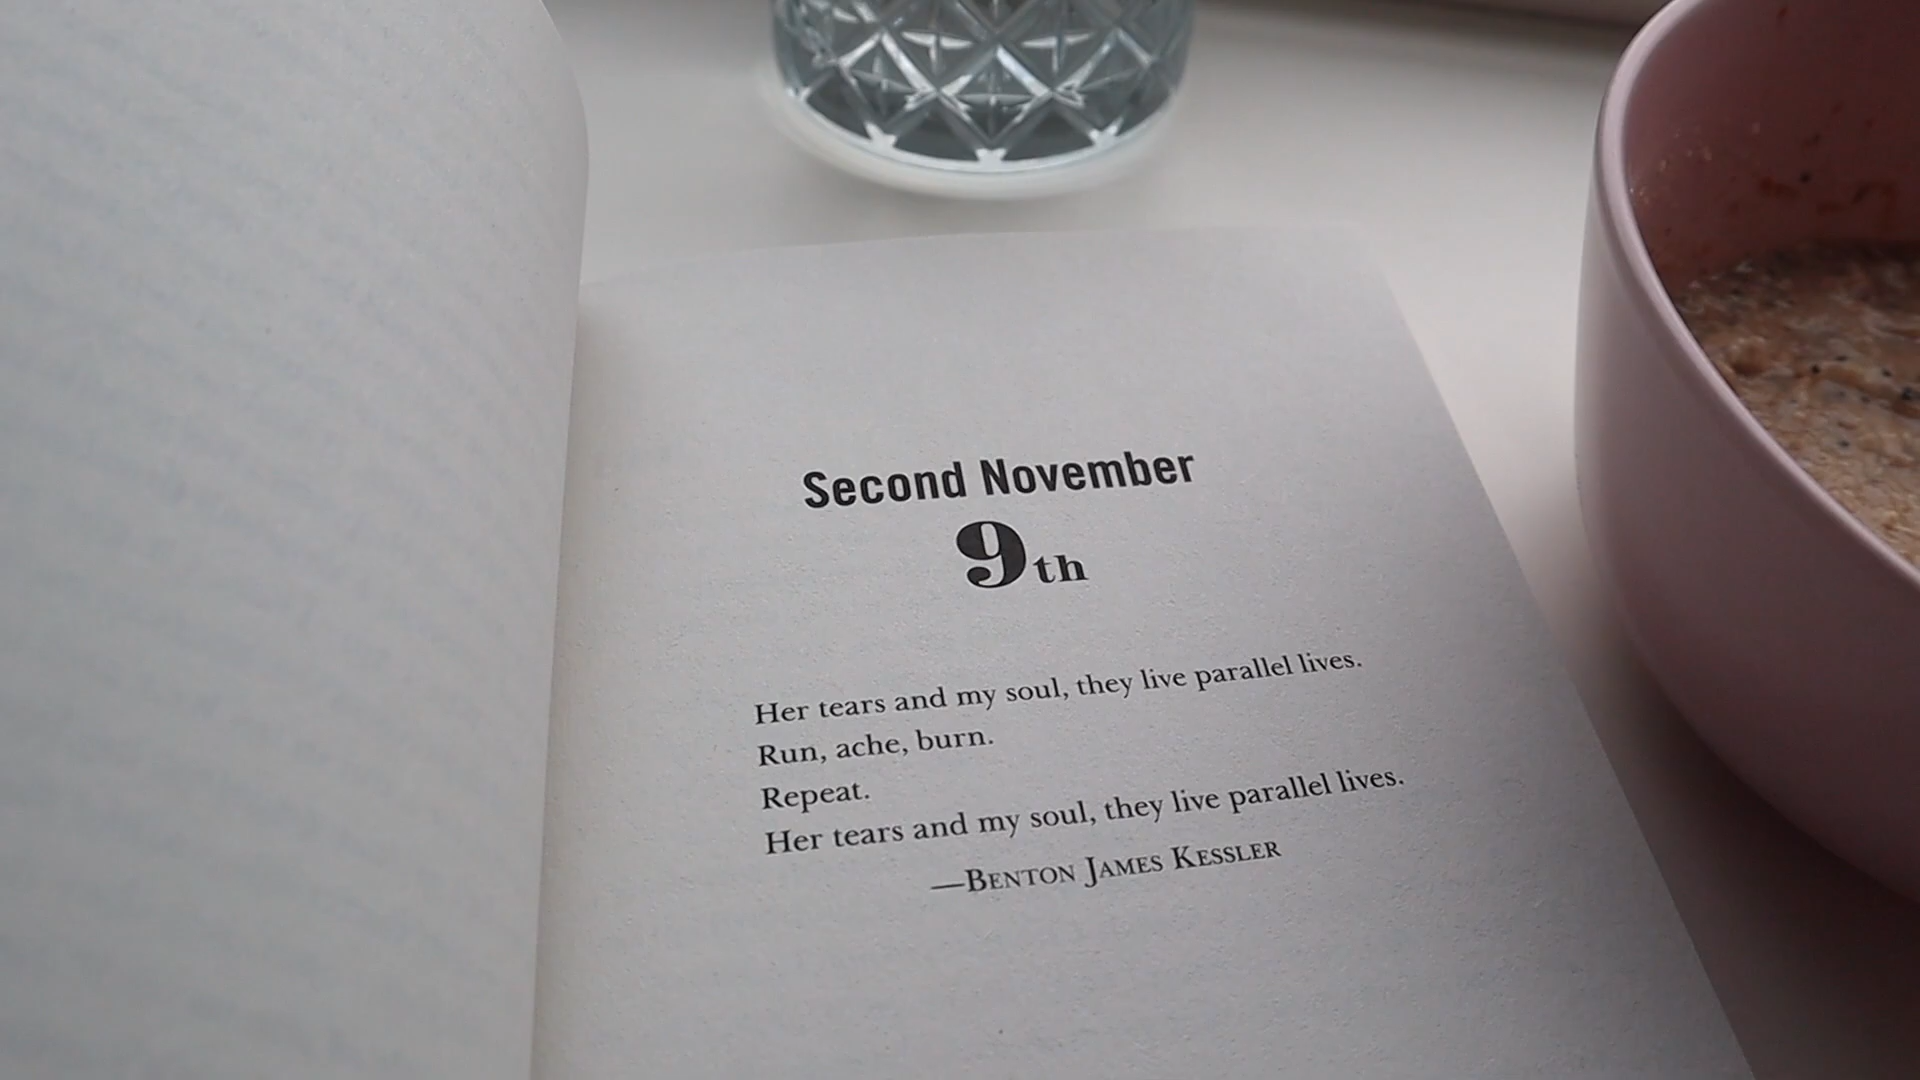 Second November
9th
Her tears and my soul, they live parallel lives.
Run, ache, burn.
Repeat.
Her tears and my soul, they live parallel lives.
—BENTON JAMES KESSLER